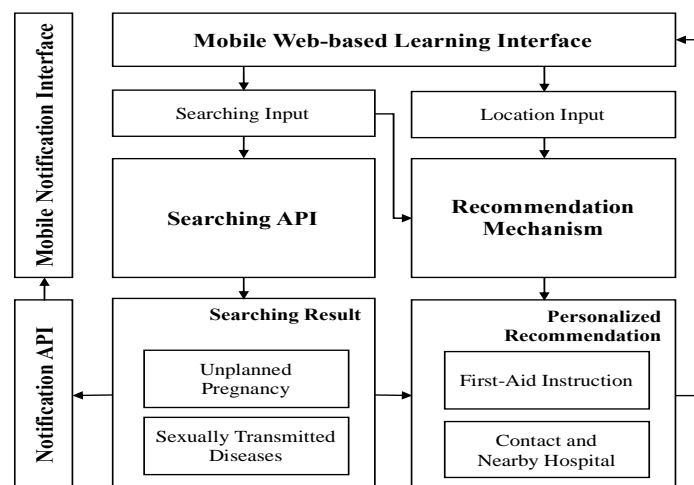 Mobile Notification Interface
Mobile Web-based Learning Interface
Searching Input
Location Input
Searching API
Recommendation
Mechanism
Notification API
Searching Result
Unplanned
Pregnancy
Sexually Transmitted
Diseases
Personalized
Recommendation
First-Aid Instruction
Contact and
Nearby Hospital